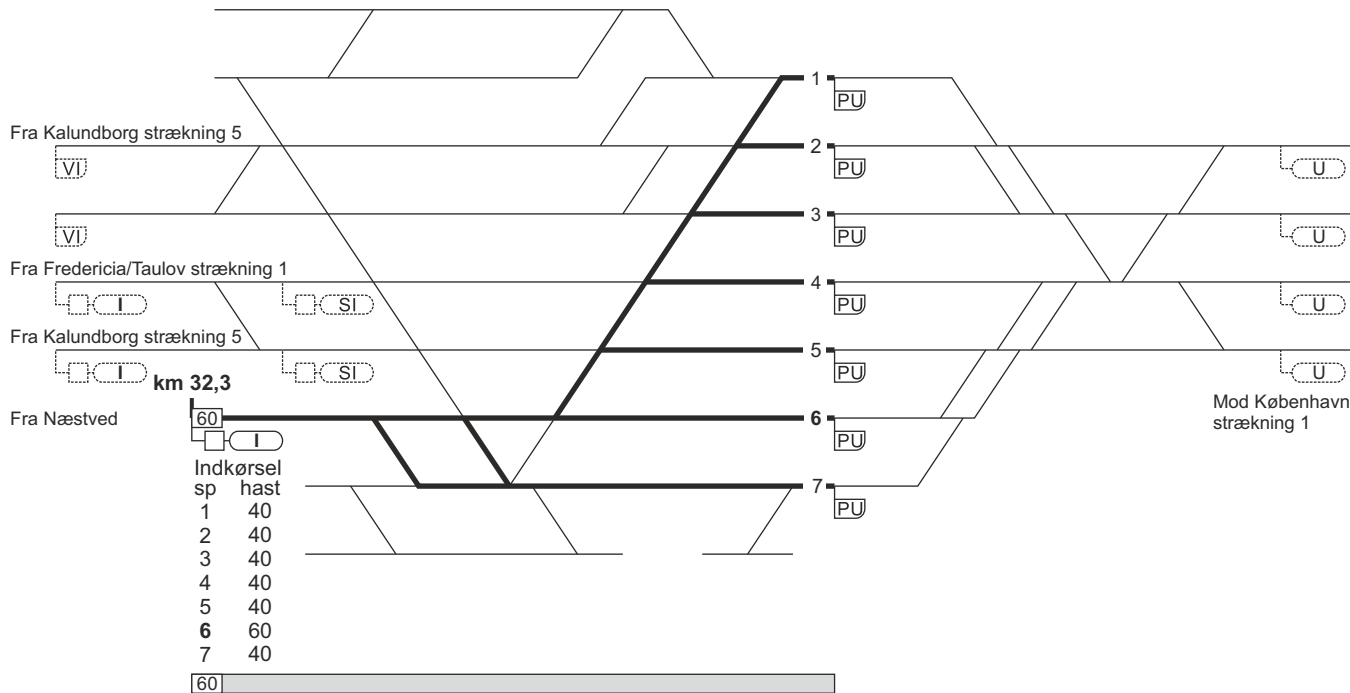 1
PU
Fra Kalundborg strækning 5
VI
2
PU
U
VI
3
PU
U
Fra Fredericia/Taulov strækning 1
I
SI
4
PU
U
Fra Kalundborg strækning 5
I
SI
5
PU
U
km 32,3
Fra Næstved
60
I
6
PU
Mod København
strækning 1
7
PU
Indkørsel
sp hast
1 40
2 40
3 40
4 40
5 40
6 60
7 40
60